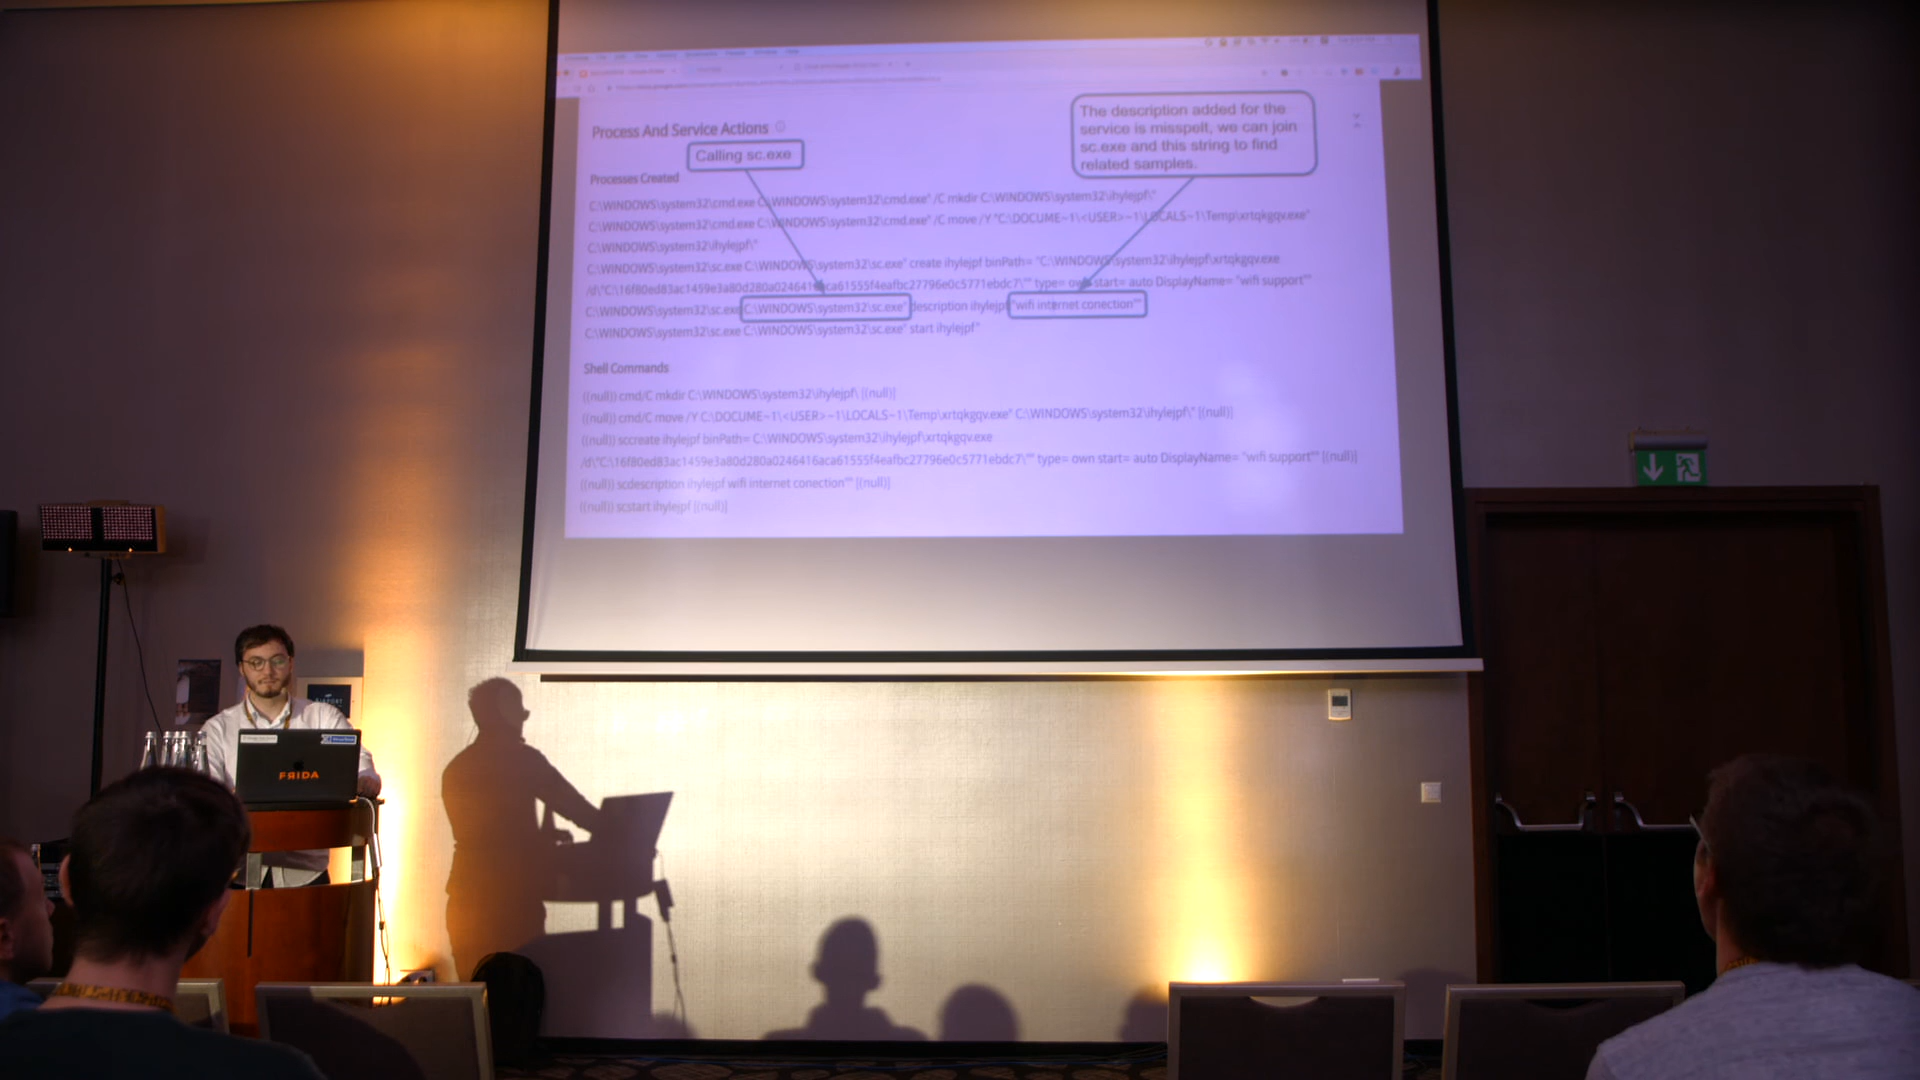 Process And Service Actions
Calling sc.exe
The description added for the
service is misspelt, we can join
sc.exe and this string to find
related samples.
Processes Created
C:\WINDOWS\system32\cmd.exe C:\WINDOWS\system32\cmd.exe" /C mkdir C:\WINDOWS\system32\ihylejpf\"
C:\WINDOWS\system32\cmd.exe C:\WINDOWS\system32\cmd.exe" /C move /Y "C:\DOCUME~1\<USER>~1\LOCALS~1\Temp\xrtqkgqv.exe"
C:\WINDOWS\system32\ihylejpf\"
C:\WINDOWS\system32\sc.exe C:\WINDOWS\system32\sc.exe" create ihylejpf binPath= "C:\WINDOWS\system32\ihylejpf\xrtqkgqv.exe
/d\"C:\16f80ed83ac1459e3a80d280a0246416aca61555f4eafbc27796e0c5771ebdc7\"" type= own start= auto DisplayName= "wifi support""
C:\WINDOWS\system32\sc.exe C:\WINDOWS\system32\sc.exe" description ihylejpf "wifi internet conection""
C:\WINDOWS\system32\sc.exe C:\WINDOWS\system32\sc.exe" start ihylejpf"
Shell Commands
((null)) cmd/C mkdir C:\WINDOWS\system32\ihylejpf\ |(null)|
((null)) cmd/C move /Y C:\DOCUME~1\<USER>~1\LOCALS~1\Temp\xrtqkgqv.exe" C:\WINDOWS\system32\ihylejpf\" |(null)|
((null)) sccreate ihylejpf binPath= C:\WINDOWS\system32\ihylejpf\xrtqkgqv.exe
/d\"C:\16f80ed83ac1459e3a80d280a0246416aca61555f4eafbc27796e0c5771ebdc7\"" type= own start= auto DisplayName= "wifi support"" |(null)|
((null)) scdescription ihylejpf wifi internet conection"" |(null)|
((null)) scstart ihylejpf |(null)|
FRIDA